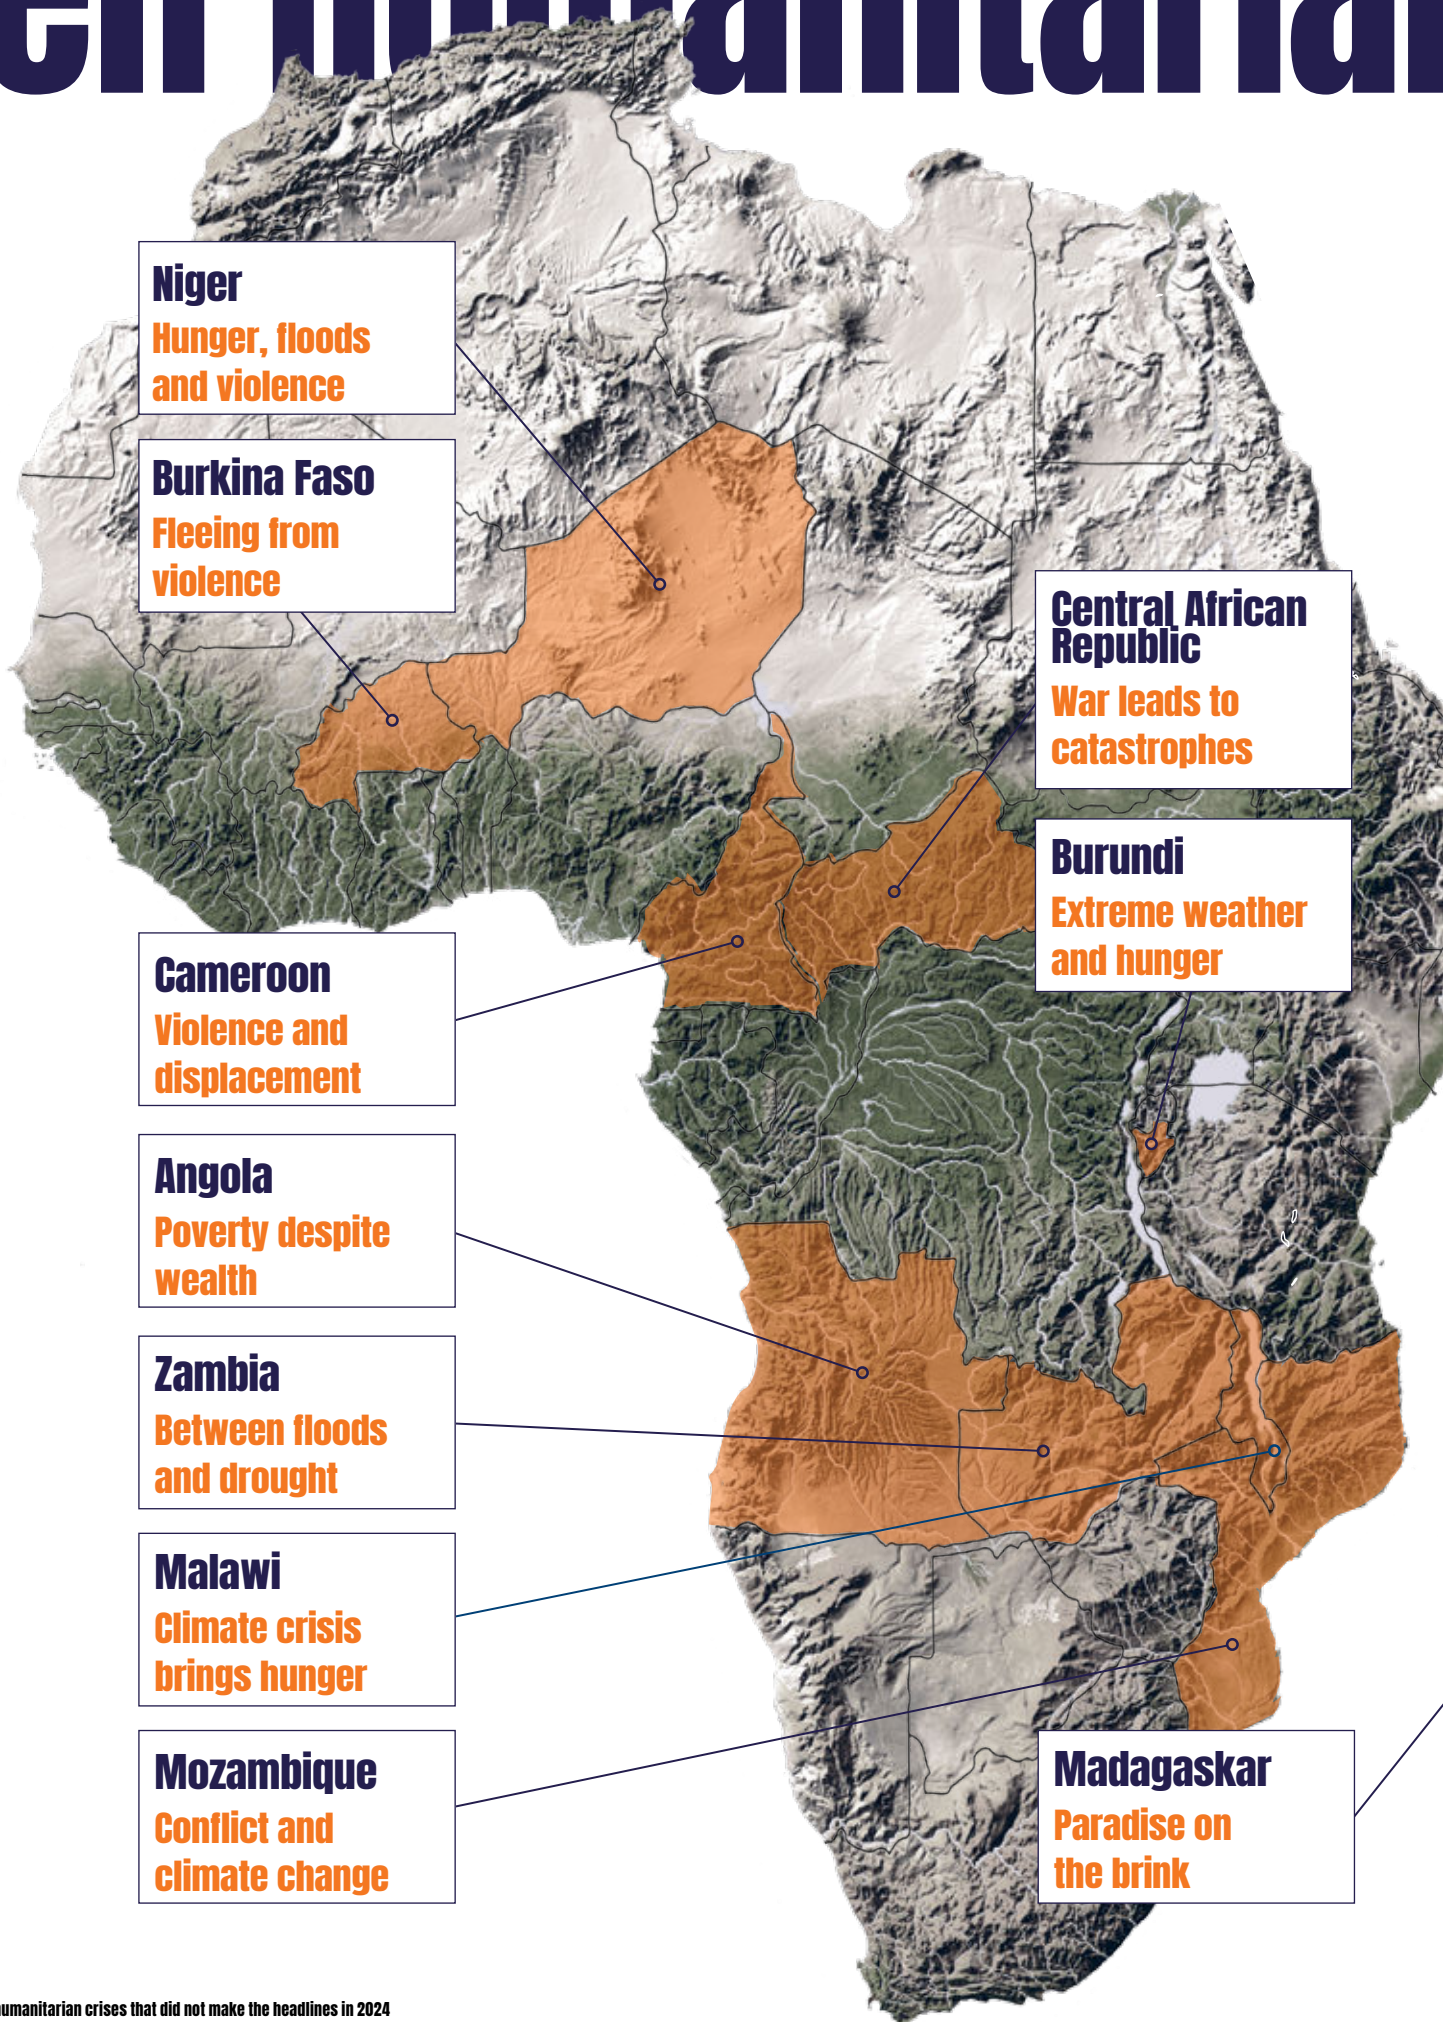 en humanitarian
Niger
Hunger, floods
and violence
Burkina Faso
Fleeing from
violence
Central African
Republic
War leads to
catastrophes
Burundi
Extreme weather
and hunger
Cameroon
Violence and
displacement
Angola
Poverty despite
wealth
Zambia
Between floods
and drought
Malawi
Climate crisis
brings hunger
Mozambique
Conflict and
climate change
Madagaskar
Paradise on
the brink
humanitarian crises that did not make the headlines in 2024